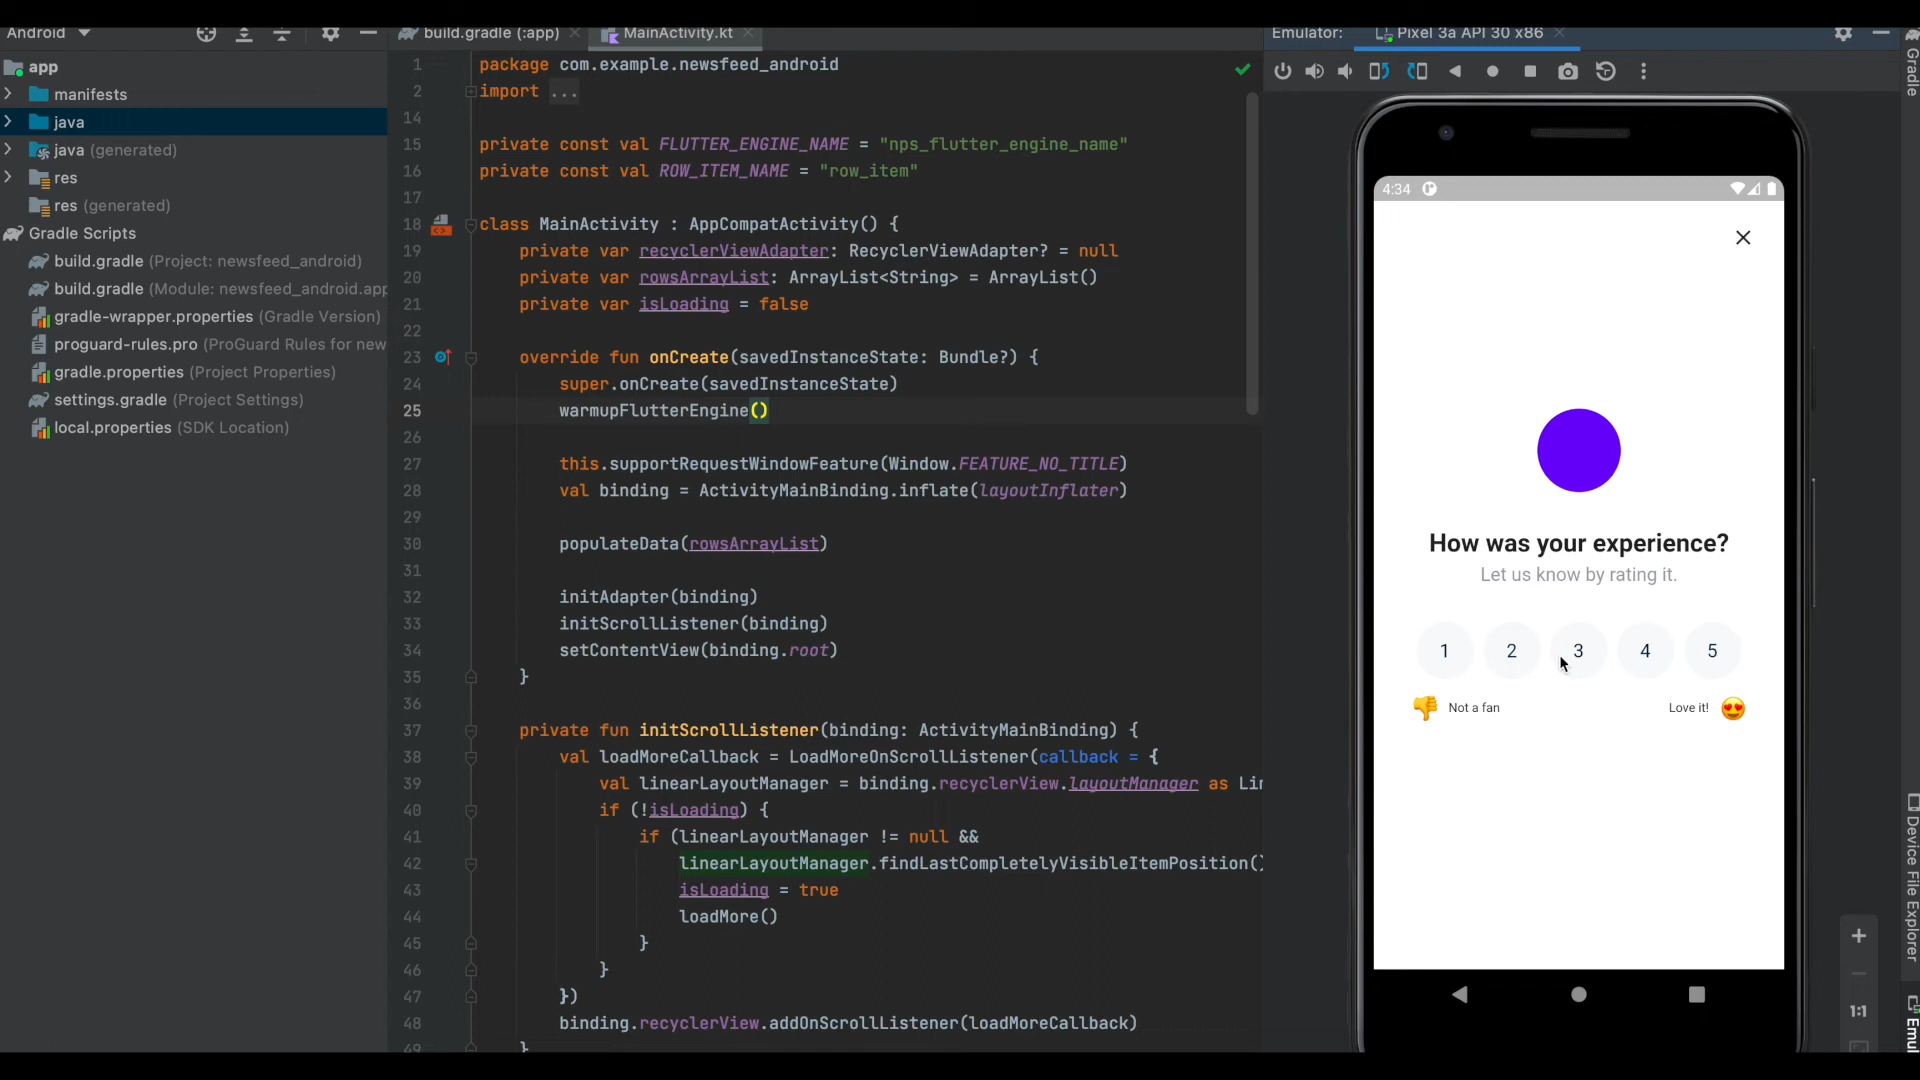 Android
build.gradle (:app)
MainActivity.kt
Emulator:
Pixel 3a API 30 x86
app
manifests
java
java (generated)
res
res (generated)
Gradle Scripts
build.gradle (Project: newsfeed_android)
build.gradle (Module: newsfeed_android.app
gradle-wrapper.properties (Gradle Version)
proguard-rules.pro (ProGuard Rules for new
gradle.properties (Project Properties)
settings.gradle (Project Settings)
local.properties (SDK Location)
1 package com.example.newsfeed_android
2 import ...
14
15 private const val FLUTTER_ENGINE_NAME = "nps_flutter_engine_name"
16 private const val ROW_ITEM_NAME = "row_item"
17
18 class MainActivity : AppCompatActivity() {
19 private var recyclerViewAdapter: RecyclerViewAdapter? = null
20 private var rowsArrayList: ArrayList<String> = ArrayList()
21 private var isLoading = false
22
23 override fun onCreate(savedInstanceState: Bundle?) {
24 super.onCreate(savedInstanceState)
25 warmupFlutterEngine()
26
27 this.supportRequestWindowFeature(Window.FEATURE_NO_TITLE)
28 val binding = ActivityMainBinding.inflate(layoutInflater)
29
30 populateData(rowsArrayList)
31
32 initAdapter(binding)
33 initScrollListener(binding)
34 setContentView(binding.root)
35 }
36
37 private fun initScrollListener(binding: ActivityMainBinding) {
38 val loadMoreCallback = LoadMoreOnScrollListener(callback = {
39 val linearLayoutManager = binding.recyclerView.layoutManager as Lin
40 if (!isLoading) {
41 if (linearLayoutManager != null &&
42 linearLayoutManager.findLastCompletelyVisibleItemPosition()
43 isLoading = true
44 loadMore()
45 }
46 }
47 })
48 binding.recyclerView.addOnScrollListener(loadMoreCallback)
49 }
4:34
How was your experience?
Let us know by rating it.
1 2 3 4 5
Not a fan
Love it!
1:1
Gradle
Device File Explorer
Emul